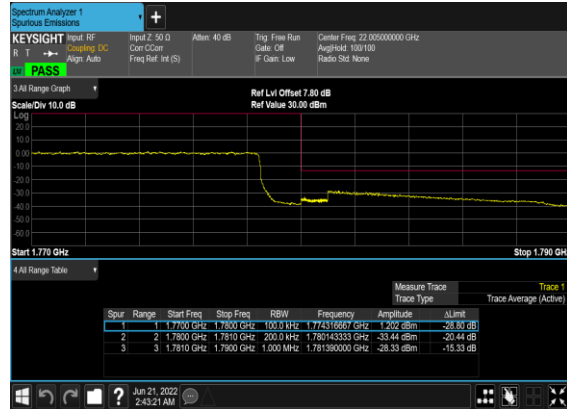 Spectrum Analyzer 1
Spurious Emissions
KEYSIGHT Input: RF Input Z: 50 Ω Atten: 40 dB Trig: Free Run Center Freq: 22.005000000 GHz
R T Coupling: DC Corr CCorr Gate: Off Avg|Hold: 100/100
Align: Auto Freq Ref: Int (S) IF Gain: Low Radio Std: None
PASS
3 All Range Graph
Ref Lvl Offset 7.80 dB
Scale/Div 10.0 dB Ref Value 30.00 dBm
Log
20.0
10.0
0.00
-10.0
-20.0
-30.0
-40.0
-50.0
-60.0
Start 1.770 GHz Stop 1.790 GH
4 All Range Table
Measure Trace Trace 1
Trace Type Trace Average (Active)
Spur Range Start Freq Stop Freq RBW Frequency Amplitude ΔLimit
1 1 1.7700 GHz 1.7800 GHz 100.0 kHz 1.774316667 GHz 1.202 dBm -28.80 dB
2 2 1.7800 GHz 1.7810 GHz 200.0 kHz 1.780143333 GHz -33.44 dBm -20.44 dB
3 3 1.7810 GHz 1.7900 GHz 1.000 MHz 1.781390000 GHz -28.33 dBm -15.33 dB
? Jun 21, 2022
2:43:21 AM